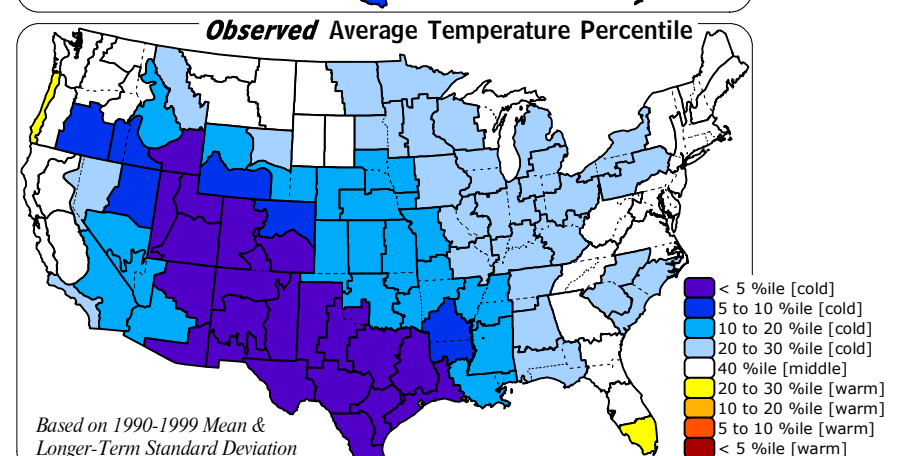 Observed Average Temperature Percentile
< 5 %ile [cold]
5 to 10 %ile [cold]
10 to 20 %ile [cold]
20 to 30 %ile [cold]
40 %ile [middle]
20 to 30 %ile [warm]
10 to 20 %ile [warm]
5 to 10 %ile [warm]
< 5 %ile [warm]
Based on 1990-1999 Mean &
Longer-Term Standard Deviation